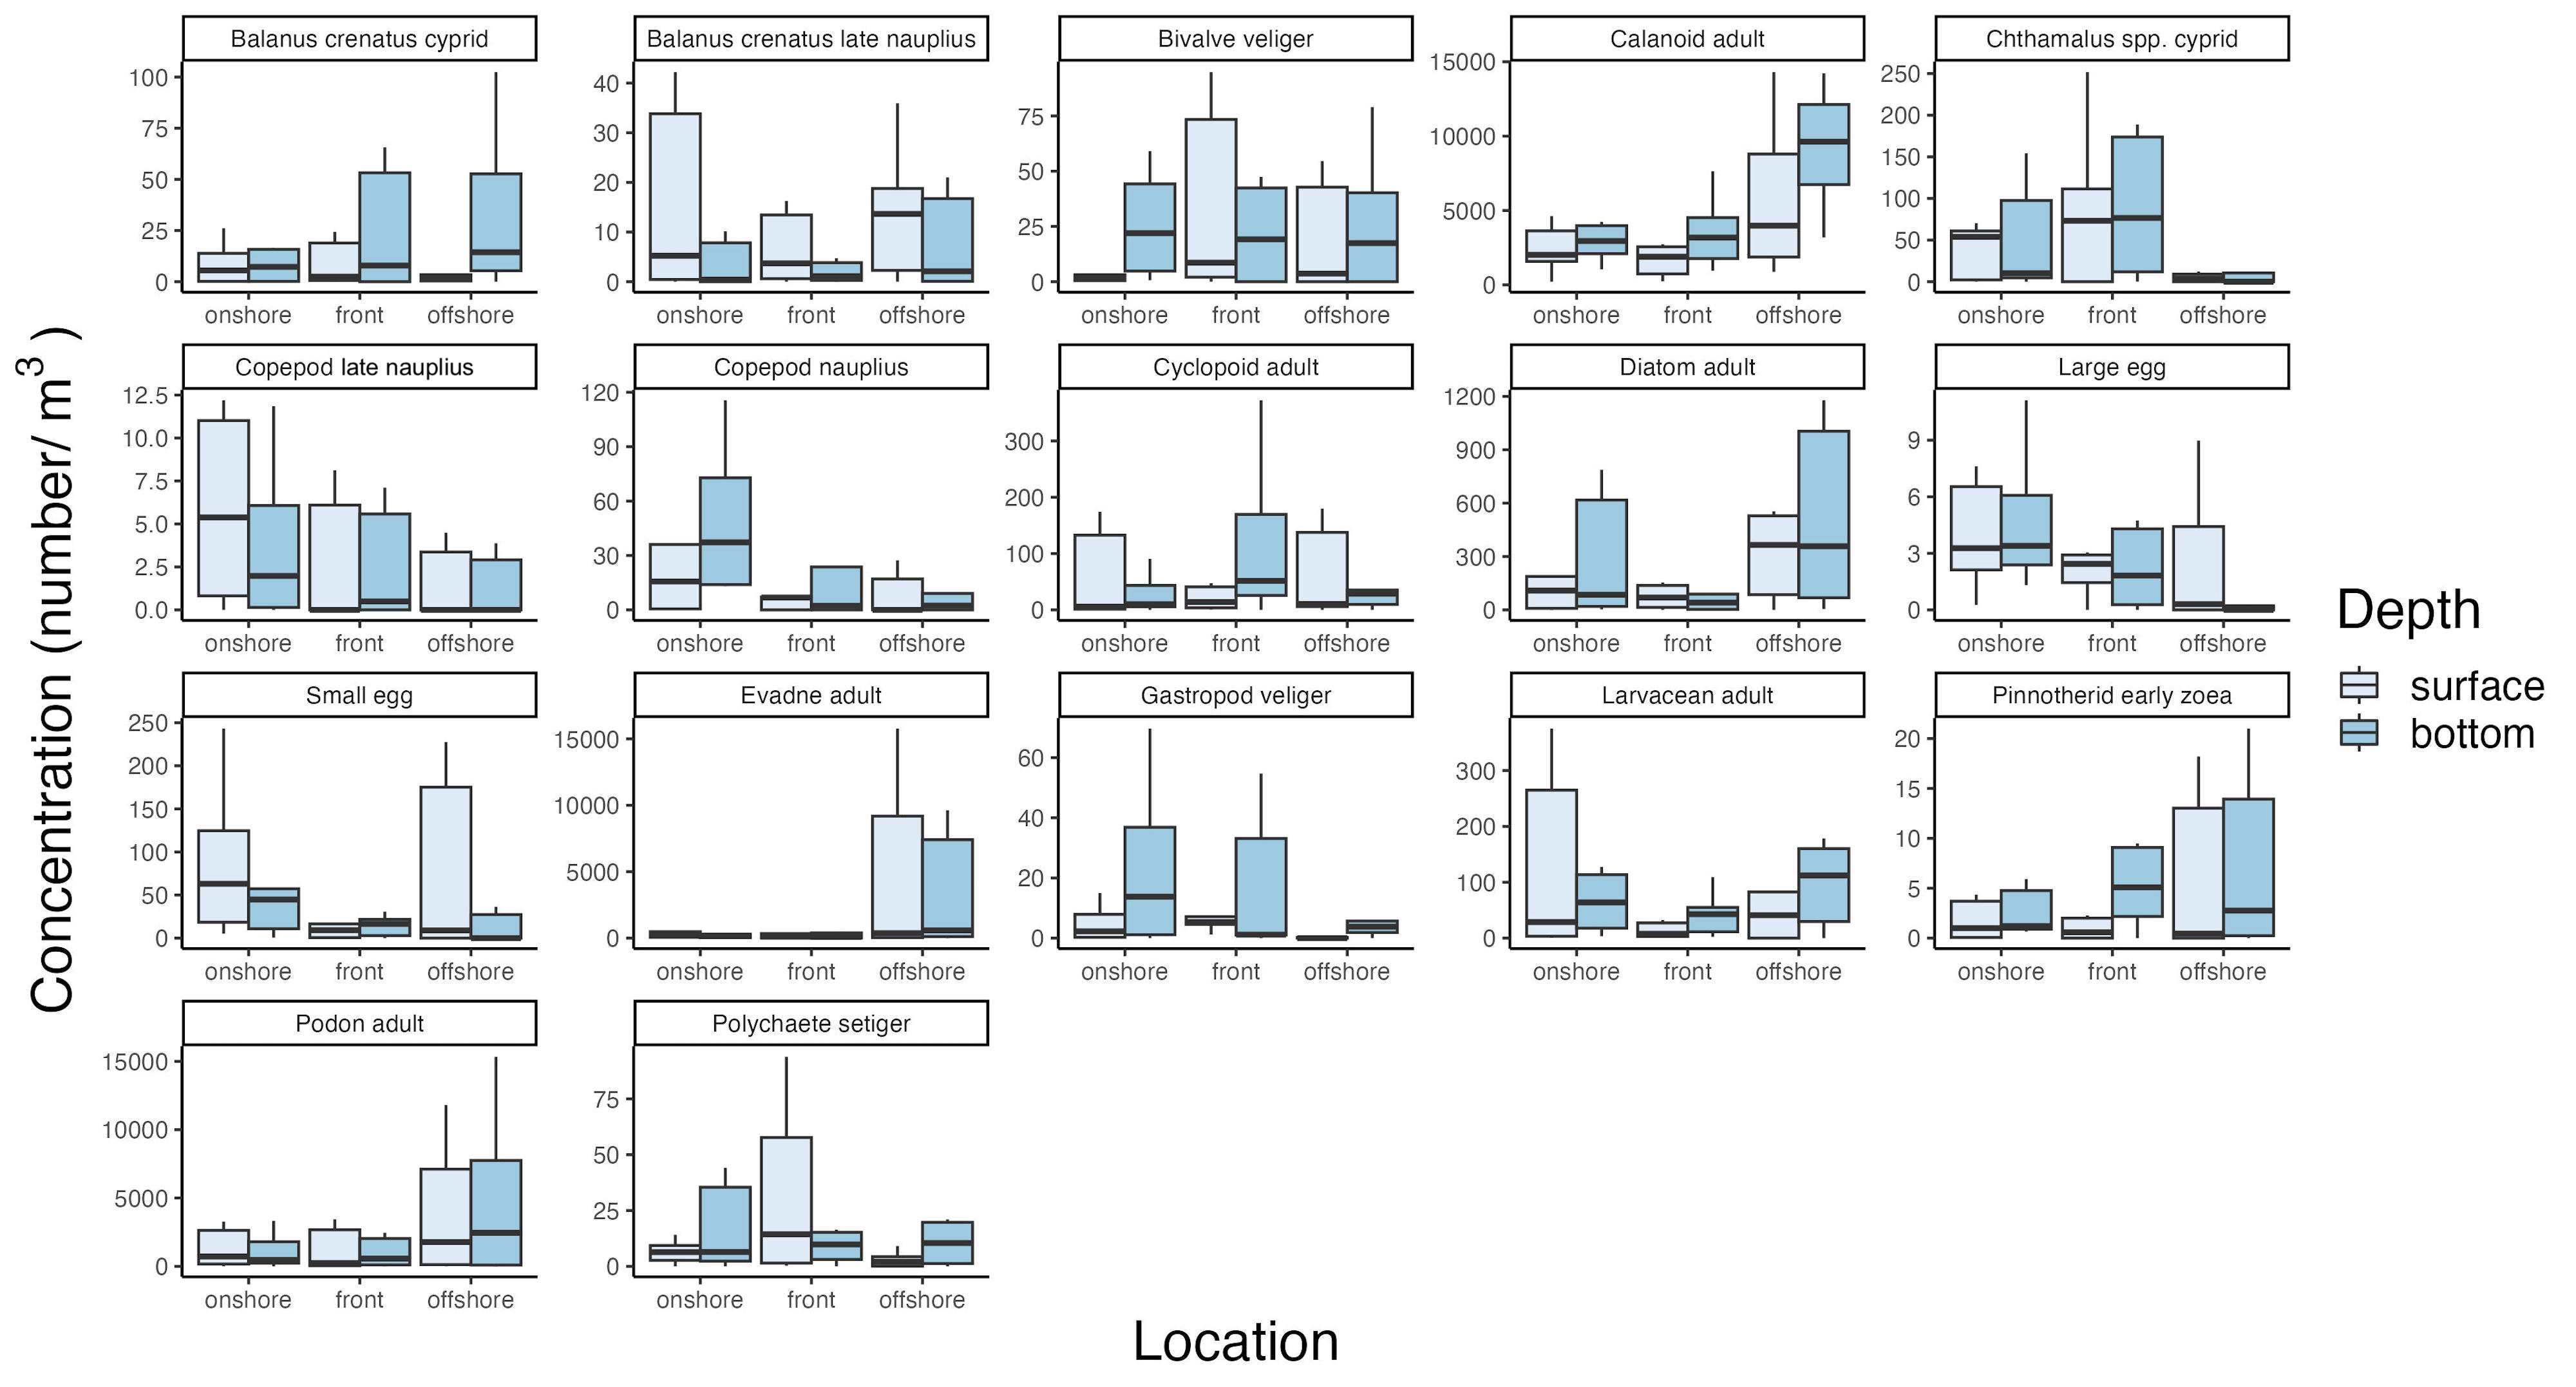 Balanus crenatus cyprid
Balanus crenatus late nauplius
Bivalve veliger
Calanoid adult
Chthamalus spp. cyprid
100
75
50
25
0
40
30
20
10
0
75
50
25
0
15000
10000
5000
0
250
200
150
100
50
0
onshore front offshore
onshore front offshore
onshore front offshore
onshore front offshore
onshore front offshore
Copepod late nauplius
Copepod nauplius
Cyclopoid adult
Diatom adult
Large egg
12.5
10.0
7.5
5.0
2.5
0.0
120
90
60
30
0
300
200
100
0
1200
900
600
300
0
9
6
3
0
onshore front offshore
onshore front offshore
onshore front offshore
onshore front offshore
onshore front offshore
Small egg
Evadne adult
Gastropod veliger
Larvacean adult
Pinnotherid early zoea
250
200
150
100
50
0
15000
10000
5000
0
60
40
20
0
300
200
100
0
20
15
10
5
0
onshore front offshore
onshore front offshore
onshore front offshore
onshore front offshore
onshore front offshore
Podon adult
Polychaete setiger
15000
10000
5000
0
75
50
25
0
onshore front offshore
onshore front offshore
Concentration (number/ m³ )
Location
Depth
surface
bottom